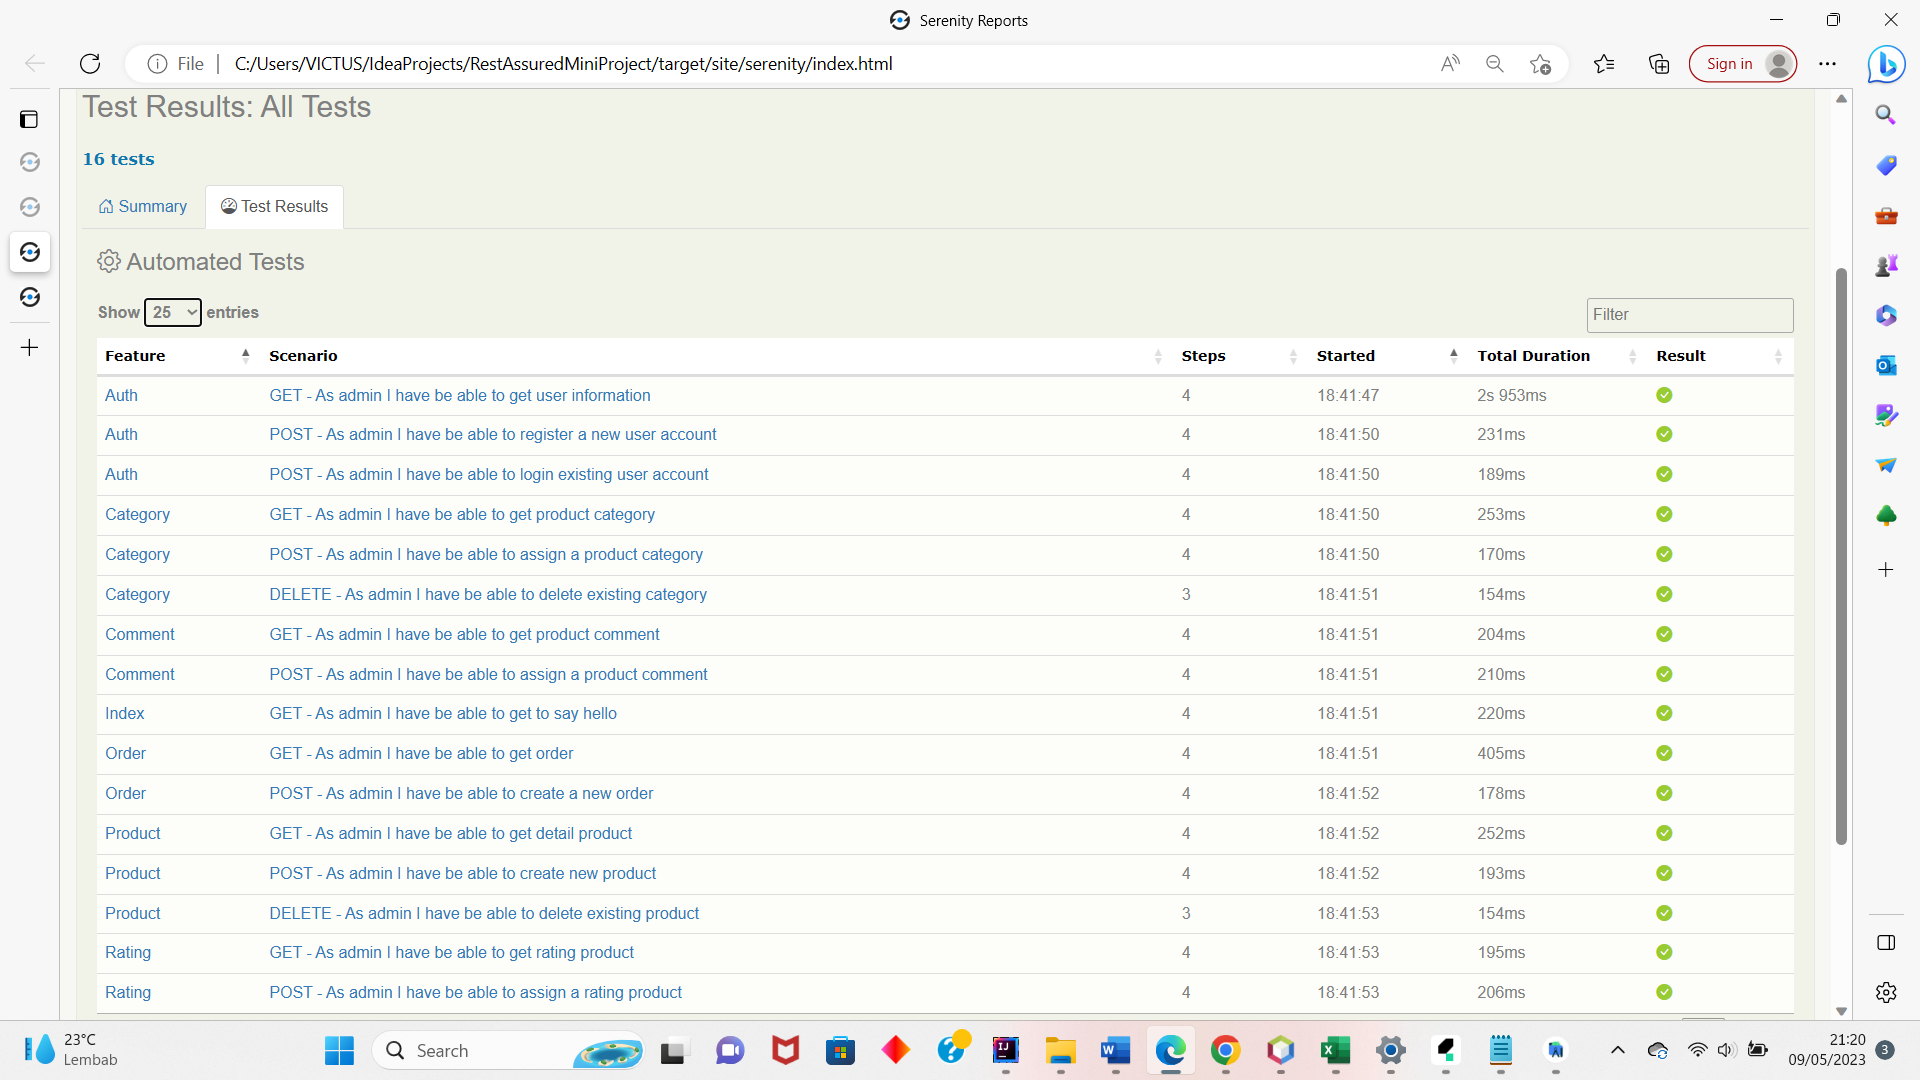 Serenity Reports
File
C:/Users/VICTUS/IdeaProjects/RestAssuredMiniProject/target/site/serenity/index.html
Sign in
Test Results: All Tests
16 tests
Summary Test Results
Automated Tests
Show 25 entries Filter
Feature Scenario Steps Started Total Duration Result
Auth GET - As admin I have be able to get user information 4 18:41:47 2s 953ms
Auth POST - As admin I have be able to register a new user account 4 18:41:50 231ms
Auth POST - As admin I have be able to login existing user account 4 18:41:50 189ms
Category GET - As admin I have be able to get product category 4 18:41:50 253ms
Category POST - As admin I have be able to assign a product category 4 18:41:50 170ms
Category DELETE - As admin I have be able to delete existing category 3 18:41:51 154ms
Comment GET - As admin I have be able to get product comment 4 18:41:51 204ms
Comment POST - As admin I have be able to assign a product comment 4 18:41:51 210ms
Index GET - As admin I have be able to get to say hello 4 18:41:51 220ms
Order GET - As admin I have be able to get order 4 18:41:51 405ms
Order POST - As admin I have be able to create a new order 4 18:41:52 178ms
Product GET - As admin I have be able to get detail product 4 18:41:52 252ms
Product POST - As admin I have be able to create new product 4 18:41:52 193ms
Product DELETE - As admin I have be able to delete existing product 3 18:41:53 154ms
Rating GET - As admin I have be able to get rating product 4 18:41:53 195ms
Rating POST - As admin I have be able to assign a rating product 4 18:41:53 206ms
23°C
Lembab
Search
21:20
09/05/2023
3